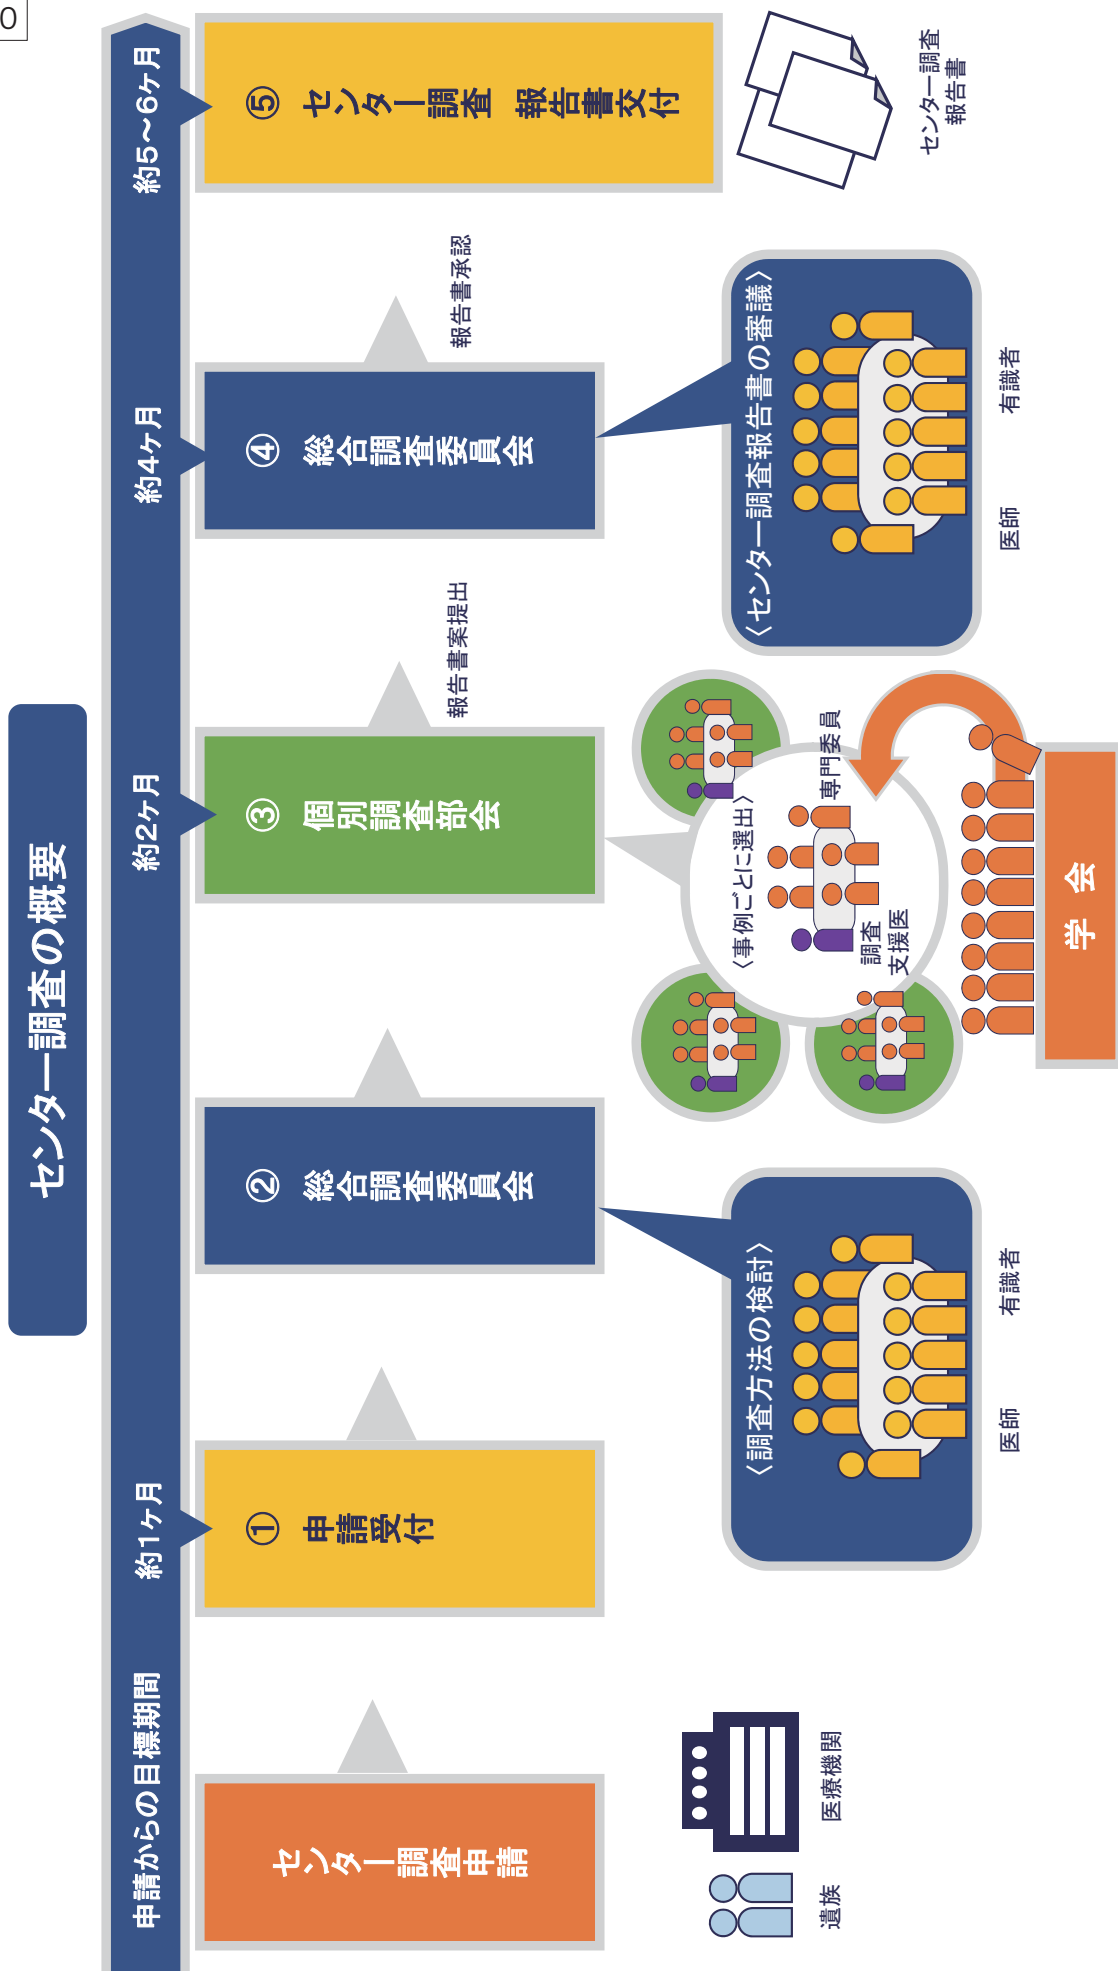 センター調査の概要
申請からの目標期間
約1ヶ月
約2ヶ月
約4ヶ月
約5〜6ヶ月
センター調査申請
遺族
医療機関
① 申請受付
② 総合調査委員会
〈調査方法の検討〉
医師
有識者
③ 個別調査部会
〈事例ごとに選出〉
調査
支援医
専門委員
学 会
報告書案提出
④ 総合調査委員会
〈センター調査報告書の審議〉
医師
有識者
報告書承認
⑤ センター調査 報告書交付
センター調査
報告書
0